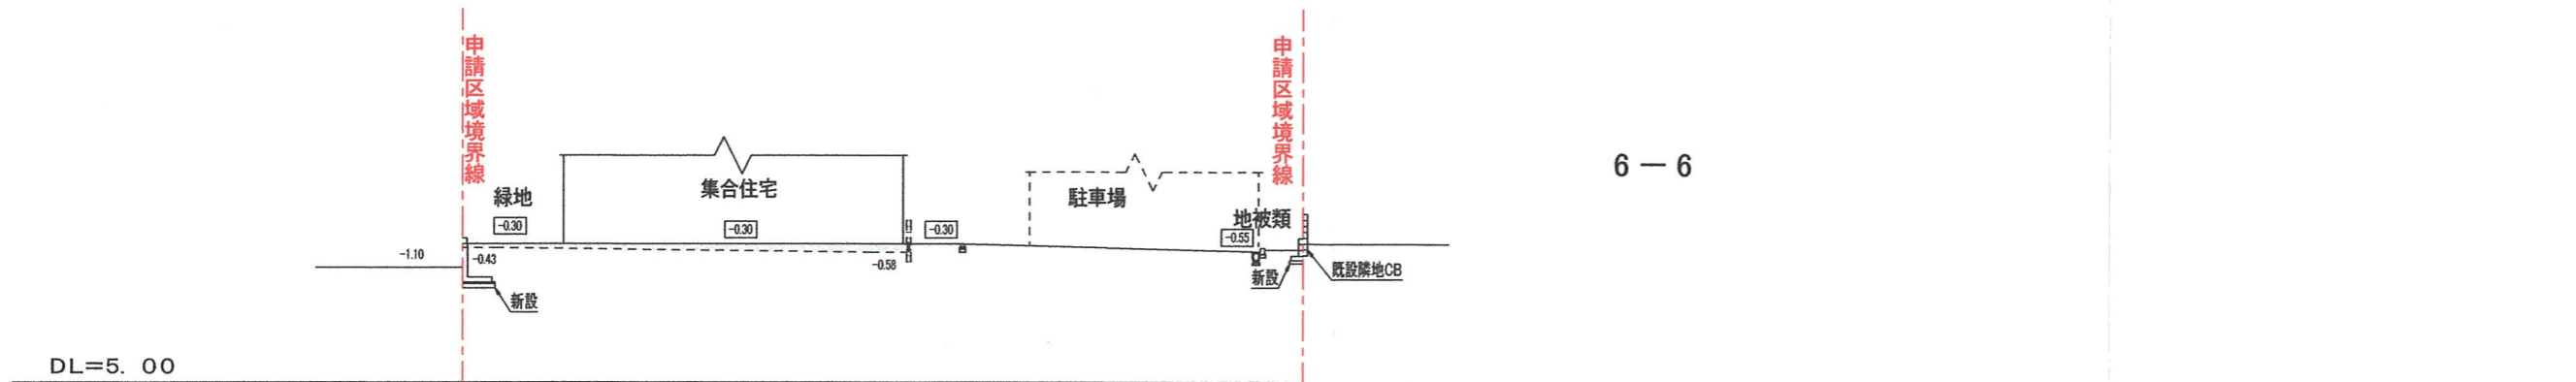 申請区域境界線
申請区域境界線
6－6
集合住宅
緑地
駐車場
地被類
-0.30
-0.30
-0.30
-0.55
-1.10
-0.43
-0.58
新設
既設隣地CB
新設
DL=5．00